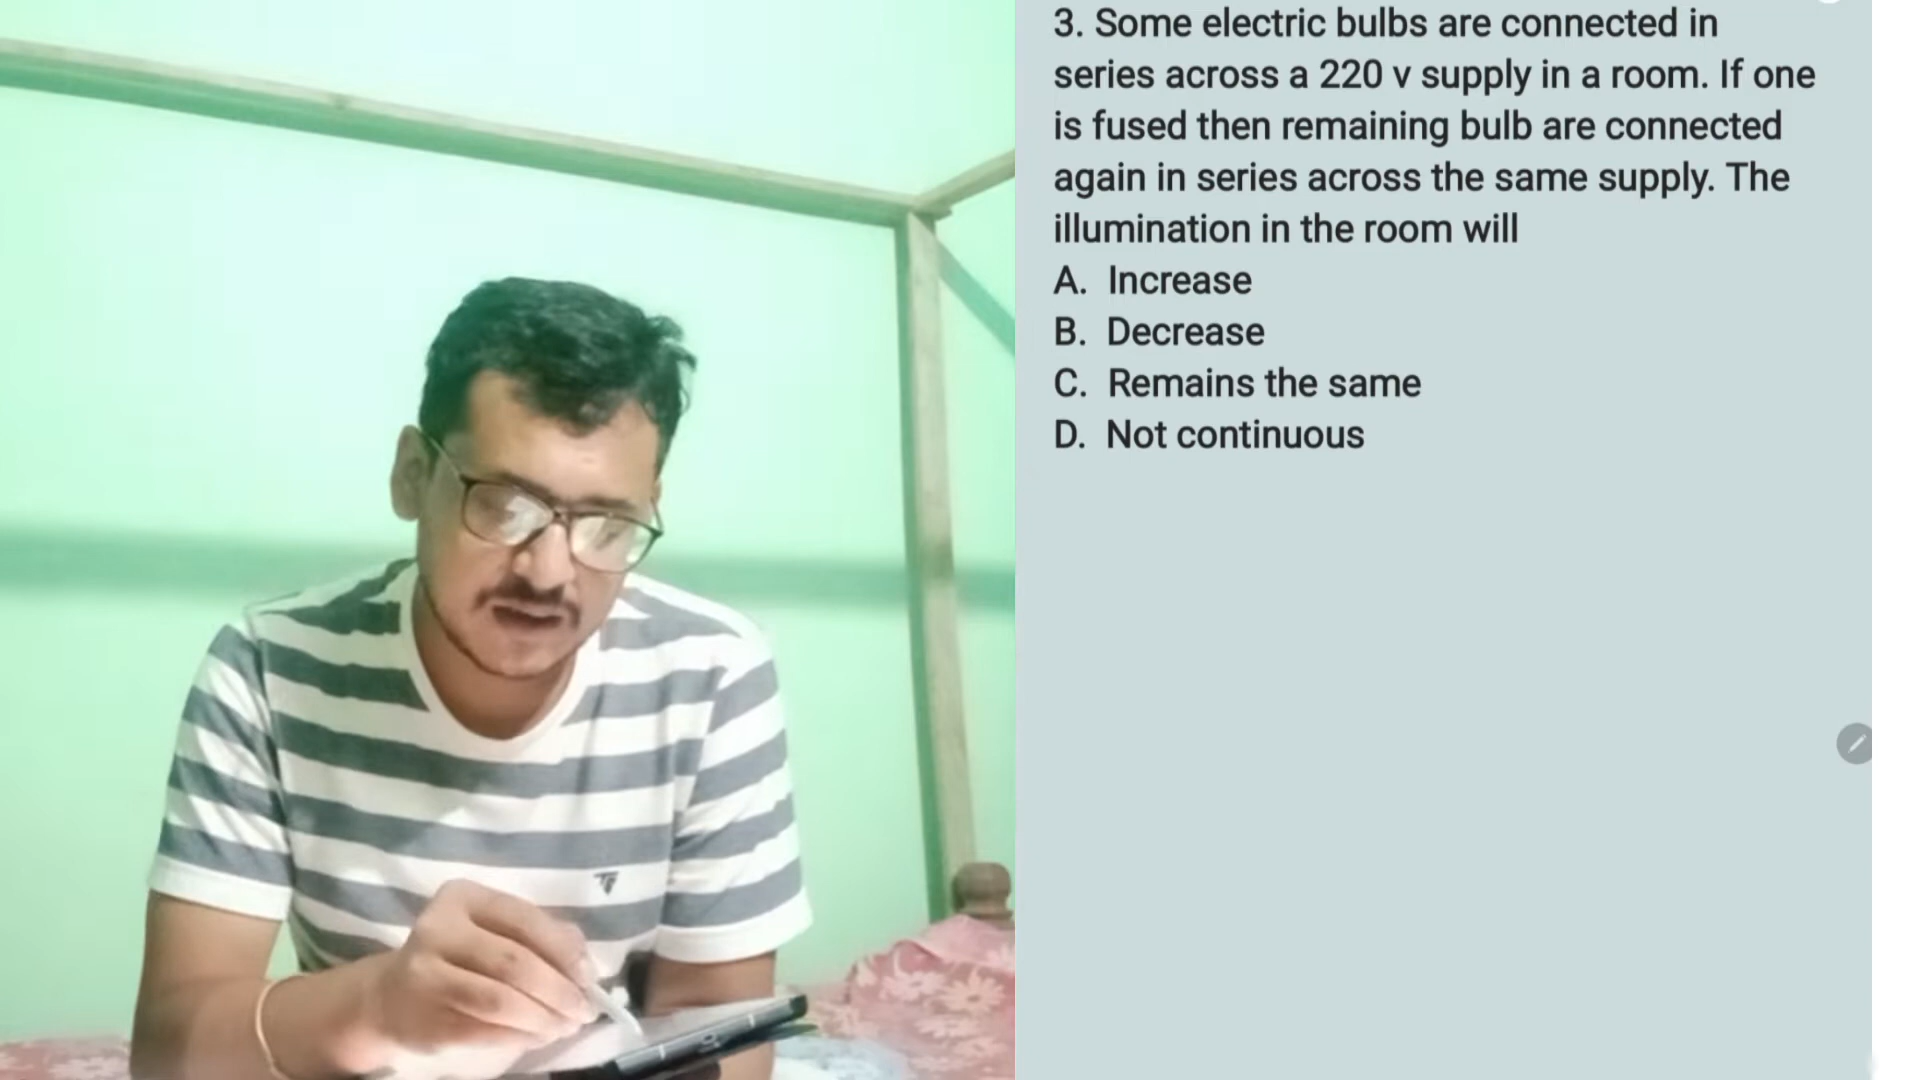 3. Some electric bulbs are connected in
series across a 220 v supply in a room. If one
is fused then remaining bulb are connected
again in series across the same supply. The
illumination in the room will
A. Increase
B. Decrease
C. Remains the same
D. Not continuous